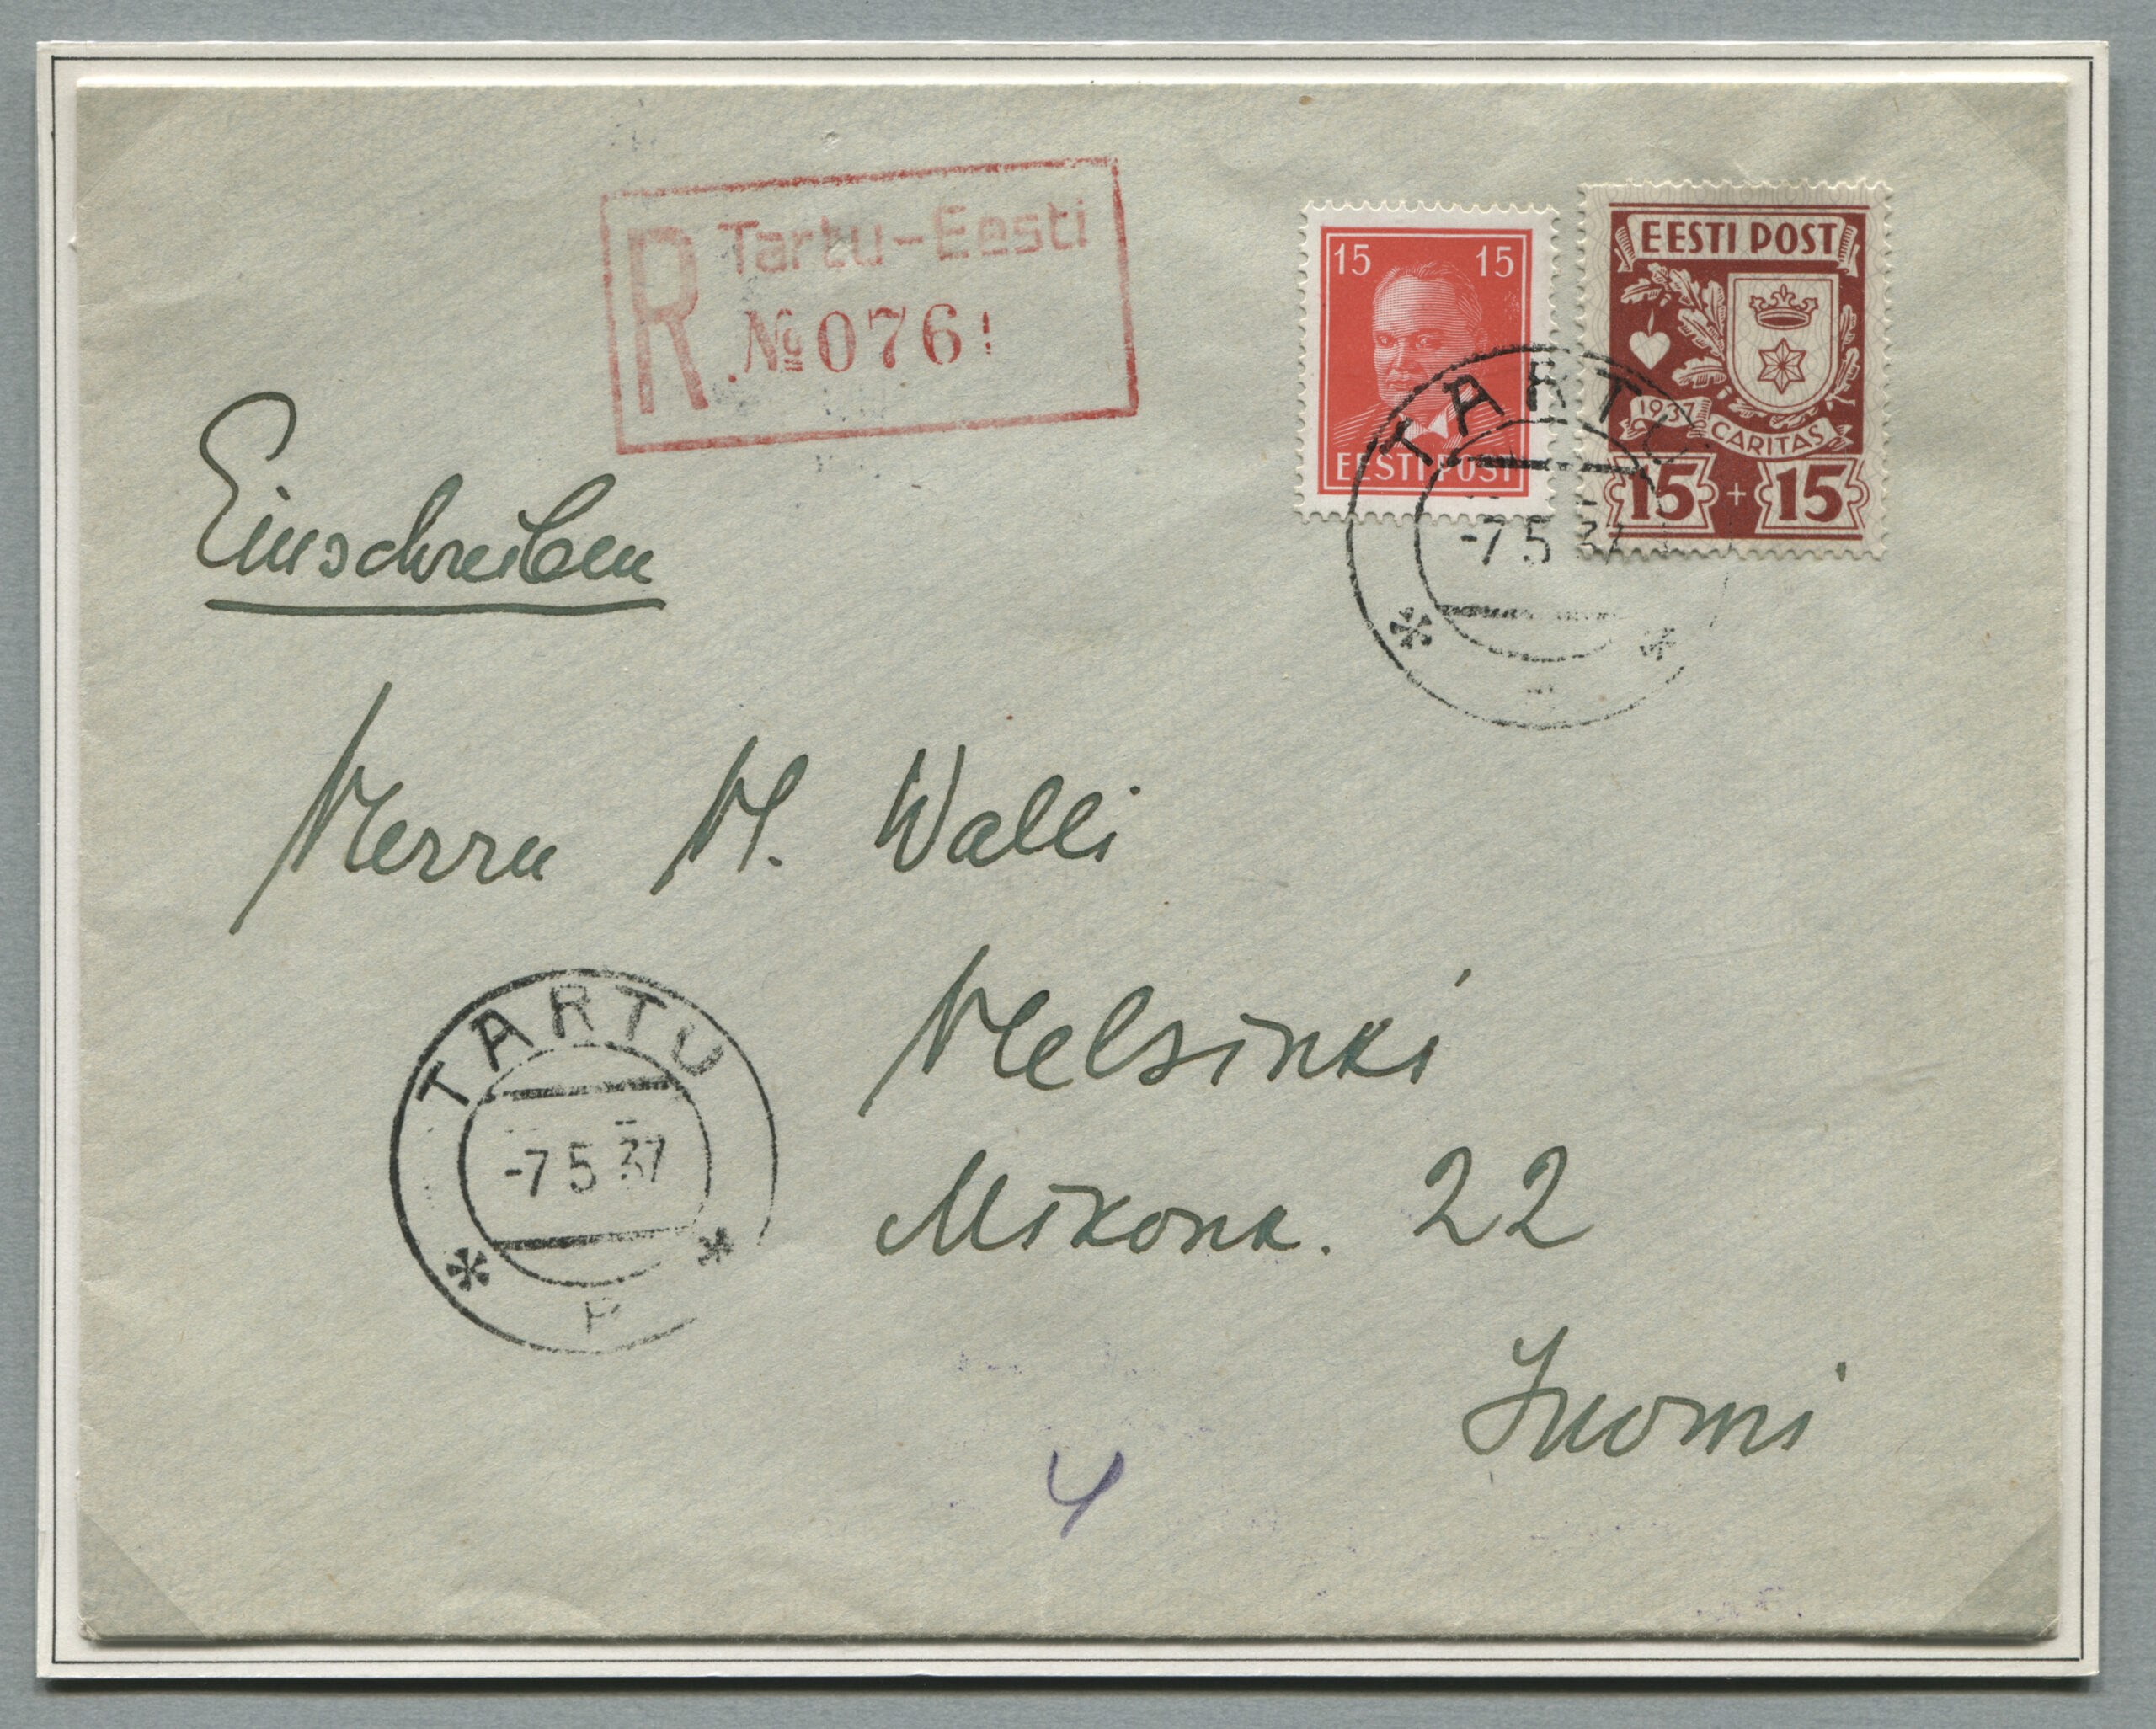 R Tartu-Eesti
№ 076
15 15
EESTI POST
EESTI POST
1937
CARITAS
15+15
TARTU
-7 5 37
Einschreiben
Herrn H. Walli
Helsinki
Mikonk. 22
Suomi
TARTU
-7 5 37
P
4